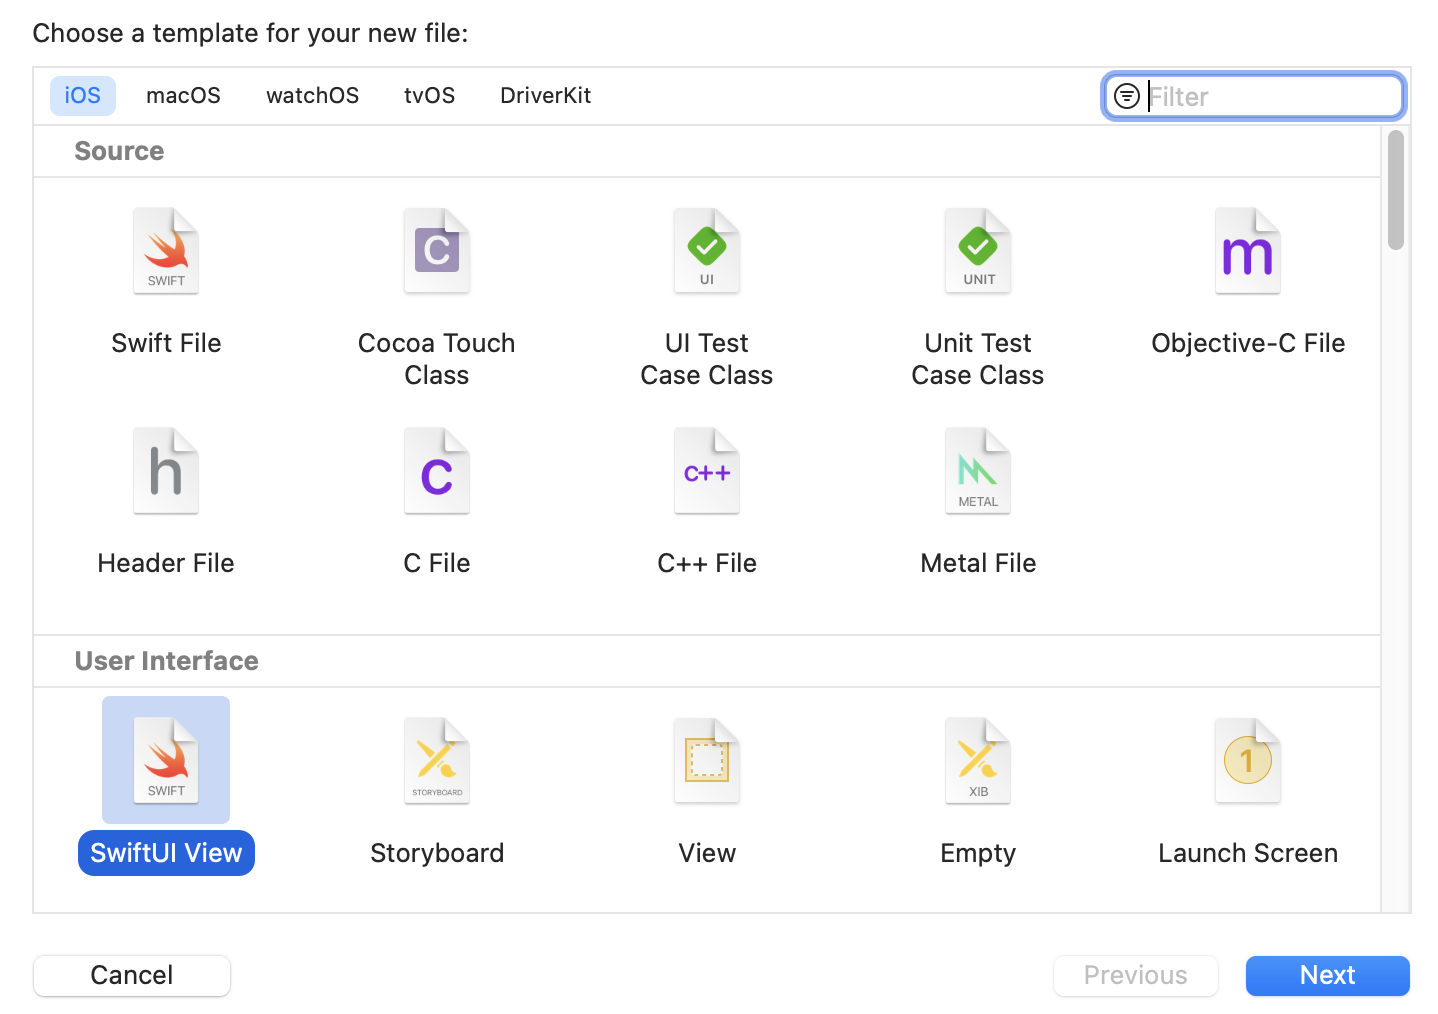 Choose a template for your new file:
iOS macOS watchOS tvOS DriverKit Filter
Source
SWIFT C UI UNIT m
Swift File Cocoa Touch Class UI Test Case Class Unit Test Case Class Objective-C File
h C C++ METAL
Header File C File C++ File Metal File
User Interface
SWIFT STORYBOARD XIB 1
SwiftUI View Storyboard View Empty Launch Screen
Cancel Previous Next